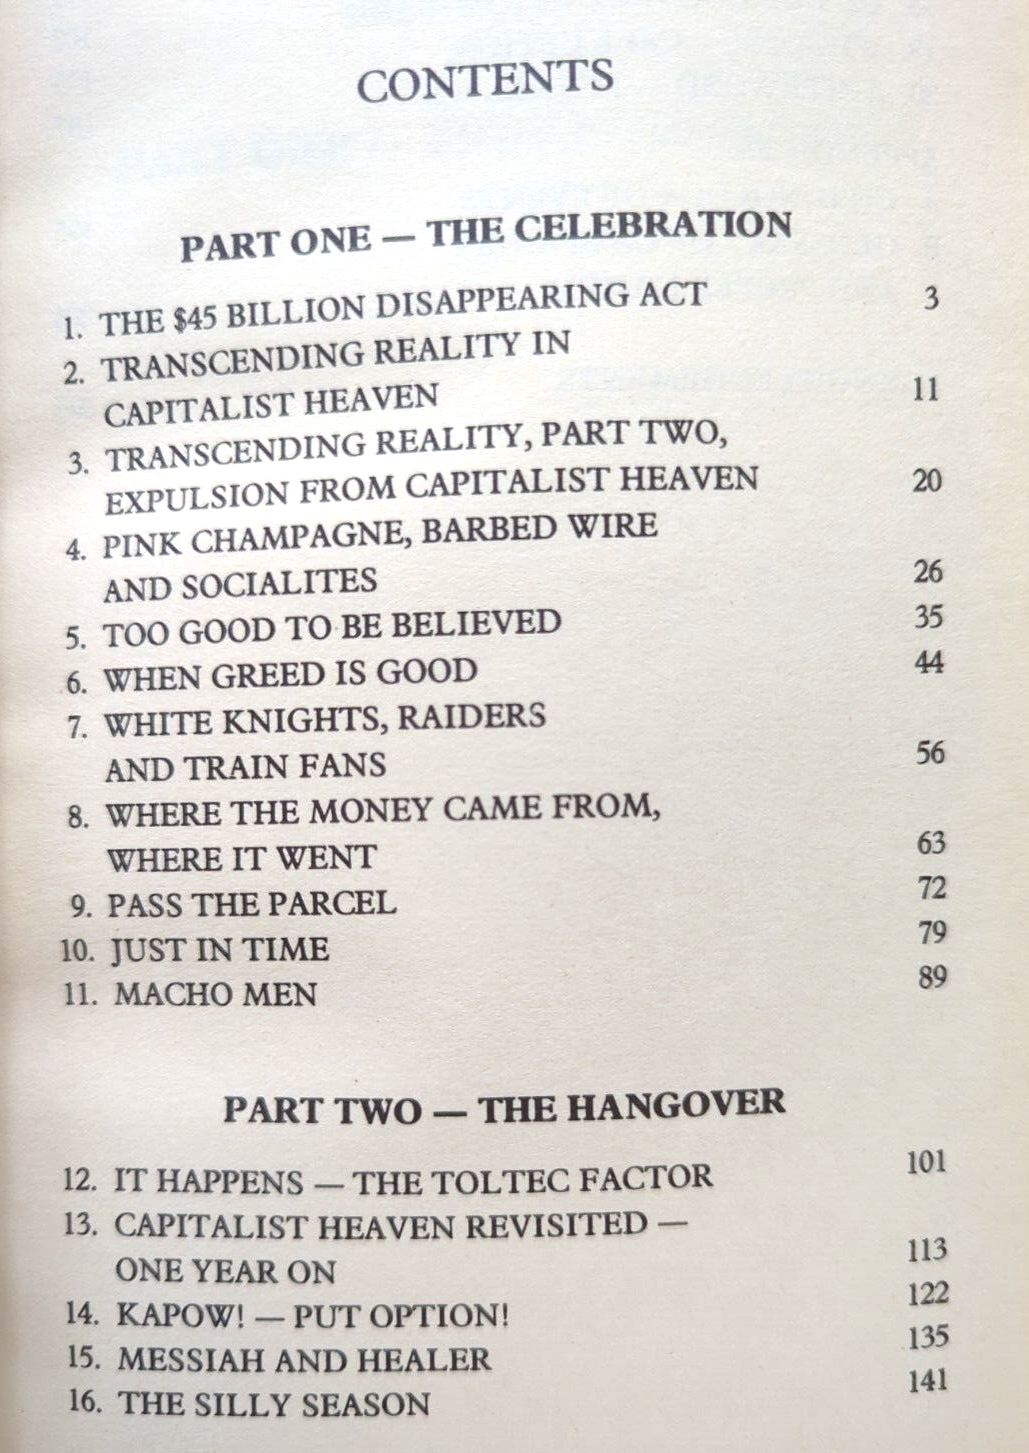 CONTENTS
PART ONE — THE CELEBRATION
1. THE $45 BILLION DISAPPEARING ACT 3
2. TRANSCENDING REALITY IN
CAPITALIST HEAVEN 11
3. TRANSCENDING REALITY, PART TWO,
EXPULSION FROM CAPITALIST HEAVEN 20
4. PINK CHAMPAGNE, BARBED WIRE
AND SOCIALITES 26
5. TOO GOOD TO BE BELIEVED 35
6. WHEN GREED IS GOOD 44
7. WHITE KNIGHTS, RAIDERS
AND TRAIN FANS 56
8. WHERE THE MONEY CAME FROM,
WHERE IT WENT 63
9. PASS THE PARCEL 72
10. JUST IN TIME 79
11. MACHO MEN 89
PART TWO — THE HANGOVER
12. IT HAPPENS — THE TOLTEC FACTOR 101
13. CAPITALIST HEAVEN REVISITED —
ONE YEAR ON 113
14. KAPOW! — PUT OPTION! 122
15. MESSIAH AND HEALER 135
16. THE SILLY SEASON 141